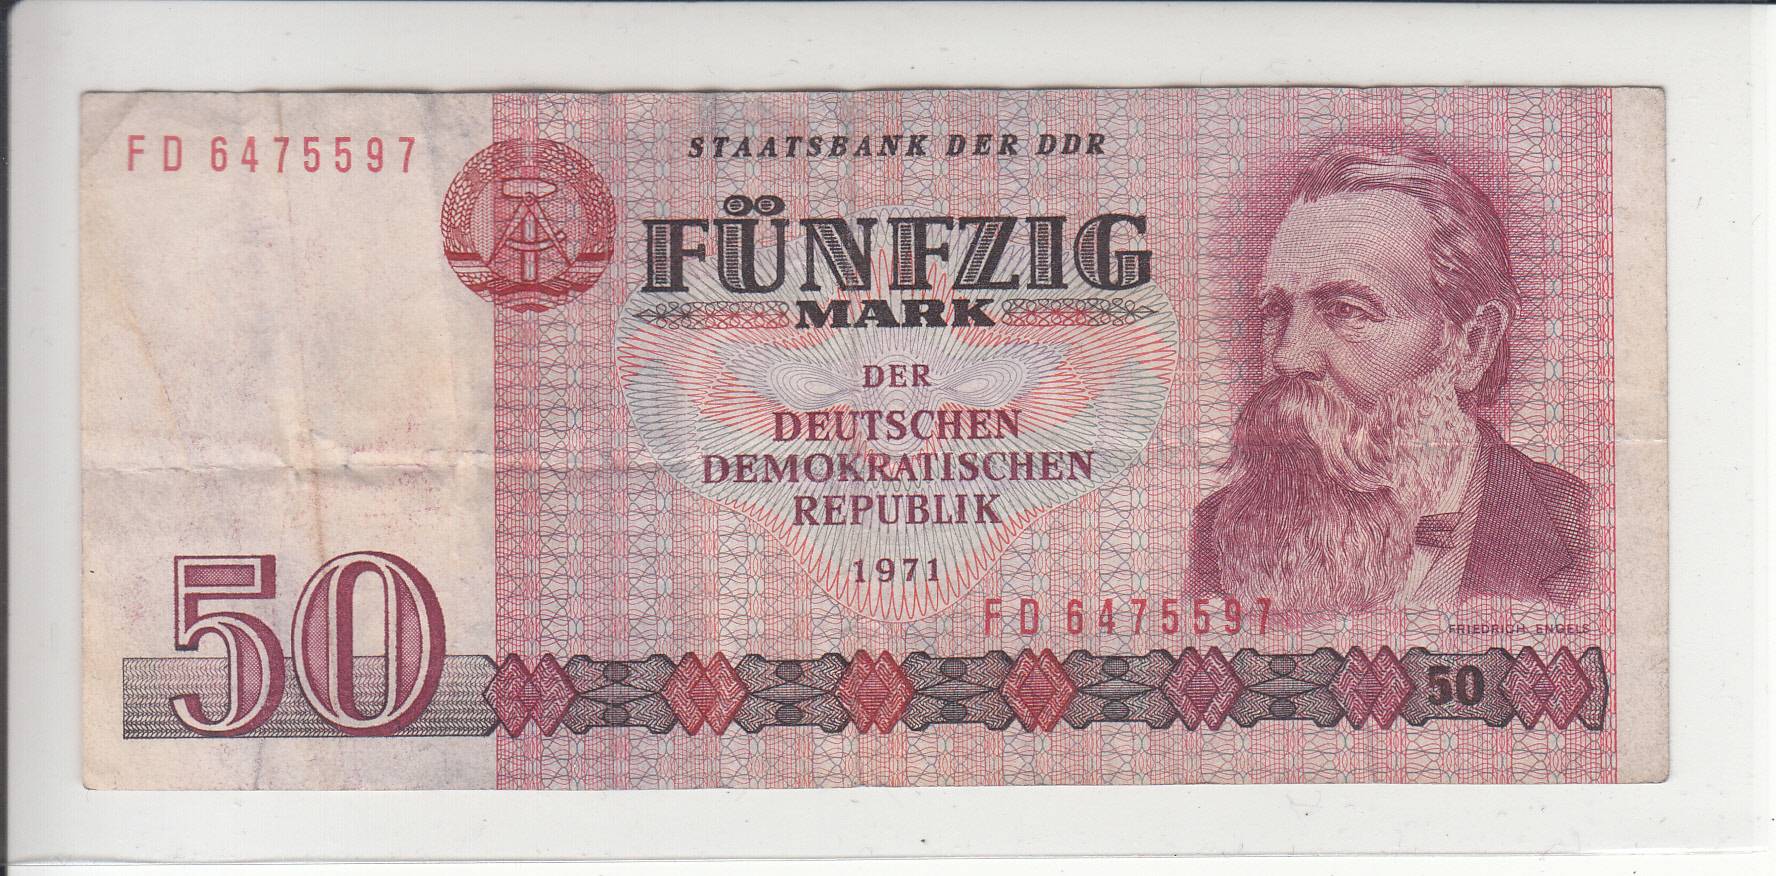 FD 6475597
STAATSBANK DER DDR
FÜNFZIG
MARK
DER
DEUTSCHEN
DEMOKRATISCHEN
REPUBLIK
1971
FD 6475597
FRIEDRICH ENGELS
50
50